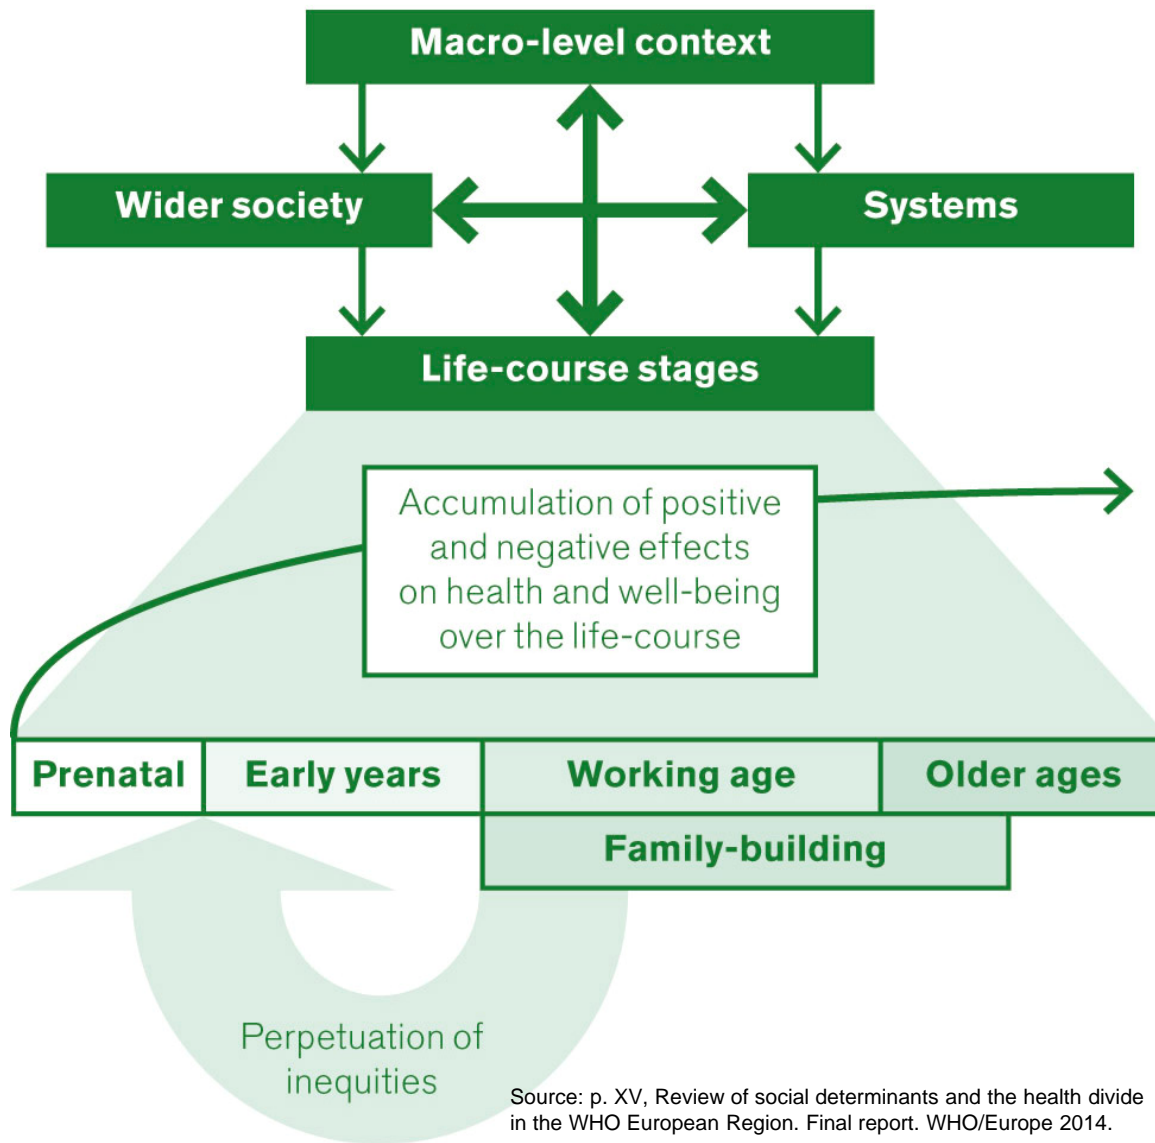 Macro-level context
Wider society
Systems
Life-course stages
Accumulation of positive
and negative effects
on health and well-being
over the life-course
Prenatal
Early years
Working age
Older ages
Family-building
Perpetuation of
inequities
Source: p. XV, Review of social determinants and the health divide
in the WHO European Region. Final report. WHO/Europe 2014.